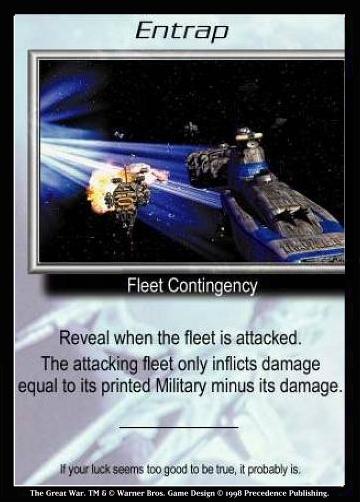 Entrap
Fleet Contingency
Reveal when the fleet is attacked.
The attacking fleet only inflicts damage
equal to its printed Military minus its damage.
If your luck seems too good to be true, it probably is.
The Great War. TM & © Warner Bros. Game Design © 1998 Precedence Publishing.